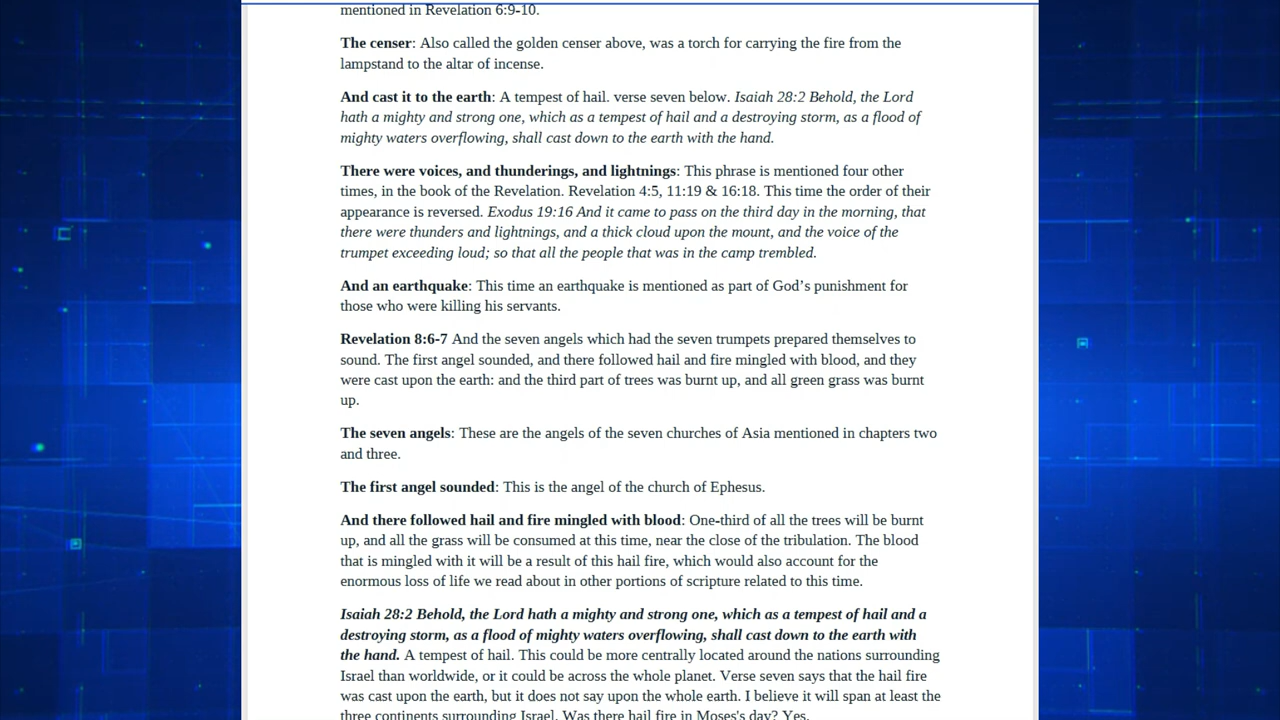 mentioned in Revelation 6:9-10.
The censer: Also called the golden censer above, was a torch for carrying the fire from the
lampstand to the altar of incense.
And cast it to the earth: A tempest of hail. verse seven below. Isaiah 28:2 Behold, the Lord
hath a mighty and strong one, which as a tempest of hail and a destroying storm, as a flood of
mighty waters overflowing, shall cast down to the earth with the hand.
There were voices, and thunderings, and lightnings: This phrase is mentioned four other
times, in the book of the Revelation. Revelation 4:5, 11:19 & 16:18. This time the order of their
appearance is reversed. Exodus 19:16 And it came to pass on the third day in the morning, that
there were thunders and lightnings, and a thick cloud upon the mount, and the voice of the
trumpet exceeding loud; so that all the people that was in the camp trembled.
And an earthquake: This time an earthquake is mentioned as part of God’s punishment for
those who were killing his servants.
Revelation 8:6-7 And the seven angels which had the seven trumpets prepared themselves to
sound. The first angel sounded, and there followed hail and fire mingled with blood, and they
were cast upon the earth: and the third part of trees was burnt up, and all green grass was burnt
up.
The seven angels: These are the angels of the seven churches of Asia mentioned in chapters two
and three.
The first angel sounded: This is the angel of the church of Ephesus.
And there followed hail and fire mingled with blood: One-third of all the trees will be burnt
up, and all the grass will be consumed at this time, near the close of the tribulation. The blood
that is mingled with it will be a result of this hail fire, which would also account for the
enormous loss of life we read about in other portions of scripture related to this time.
Isaiah 28:2 Behold, the Lord hath a mighty and strong one, which as a tempest of hail and a
destroying storm, as a flood of mighty waters overflowing, shall cast down to the earth with
the hand. A tempest of hail. This could be more centrally located around the nations surrounding
Israel than worldwide, or it could be across the whole planet. Verse seven says that the hail fire
was cast upon the earth, but it does not say upon the whole earth. I believe it will span at least the
three continents surrounding Israel. Was there hail fire in Moses's day? Yes.